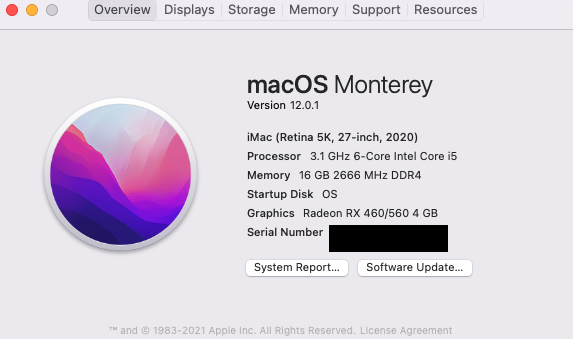 Overview Displays Storage Memory Support Resources
macOS Monterey
Version 12.0.1
iMac (Retina 5K, 27-inch, 2020)
Processor 3.1 GHz 6-Core Intel Core i5
Memory 16 GB 2666 MHz DDR4
Startup Disk OS
Graphics Radeon RX 460/560 4 GB
Serial Number
System Report... Software Update...
™ and © 1983-2021 Apple Inc. All Rights Reserved. License Agreement